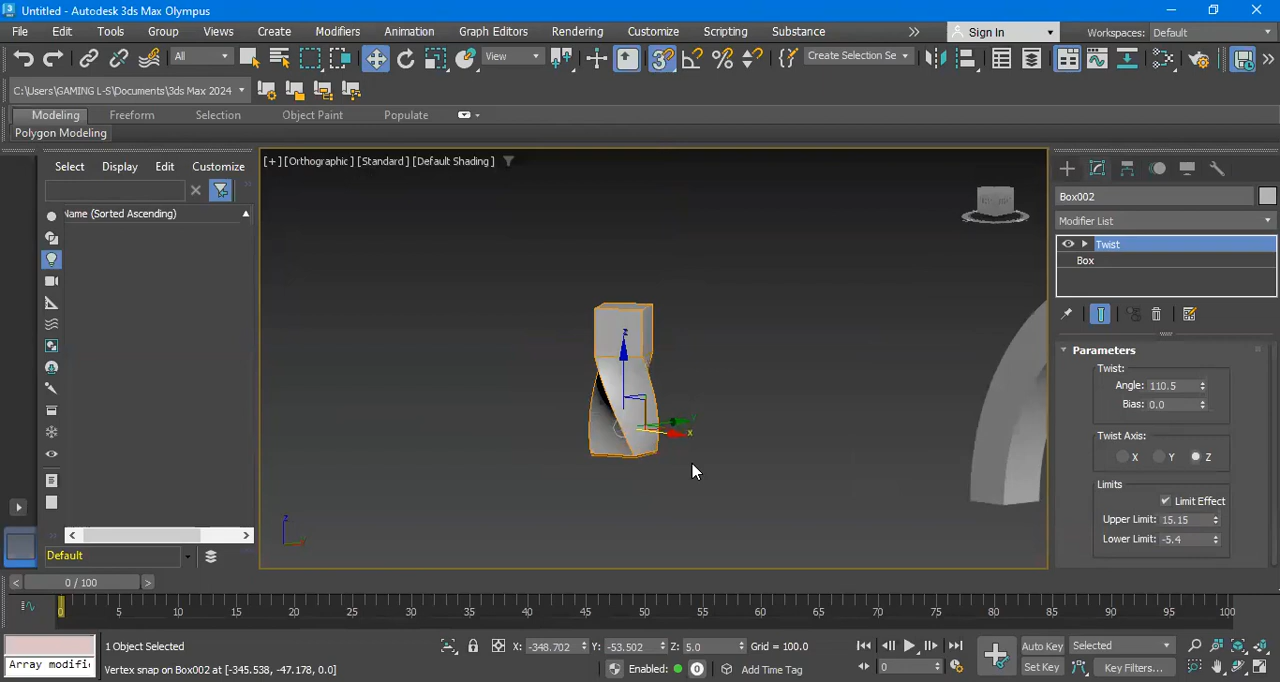 Untitled - Autodesk 3ds Max Olympus
File Edit Tools Group Views Create Modifiers Animation Graph Editors Rendering Customize Scripting Substance Sign In Workspaces: Default
All View Create Selection Se
C:\Users\GAMING L-S\Documents\3ds Max 2024
Modeling Freeform Selection Object Paint Populate
Polygon Modeling
[+] [Orthographic] [Standard] [Default Shading]
Select Display Edit Customize
Name (Sorted Ascending)
Default
Box002
Modifier List
Twist
Box
Parameters
Twist:
Angle: 110.5
Bias: 0.0
Twist Axis:
X Y Z
Limits
Limit Effect
Upper Limit: 15.15
Lower Limit: -5.4
z
y
x
z
0 / 100
0 5 10 15 20 25 30 35 40 45 50 55 60 65 70 75 80 85 90 95 100
1 Object Selected X: -348.702 Y: -53.502 Z: 5.0 Grid = 100.0 Auto Key Selected
Array modifi Vertex snap on Box002 at [-345.538, -47.178, 0.0] Enabled: 0 Add Time Tag 0 Set Key Key Filters...